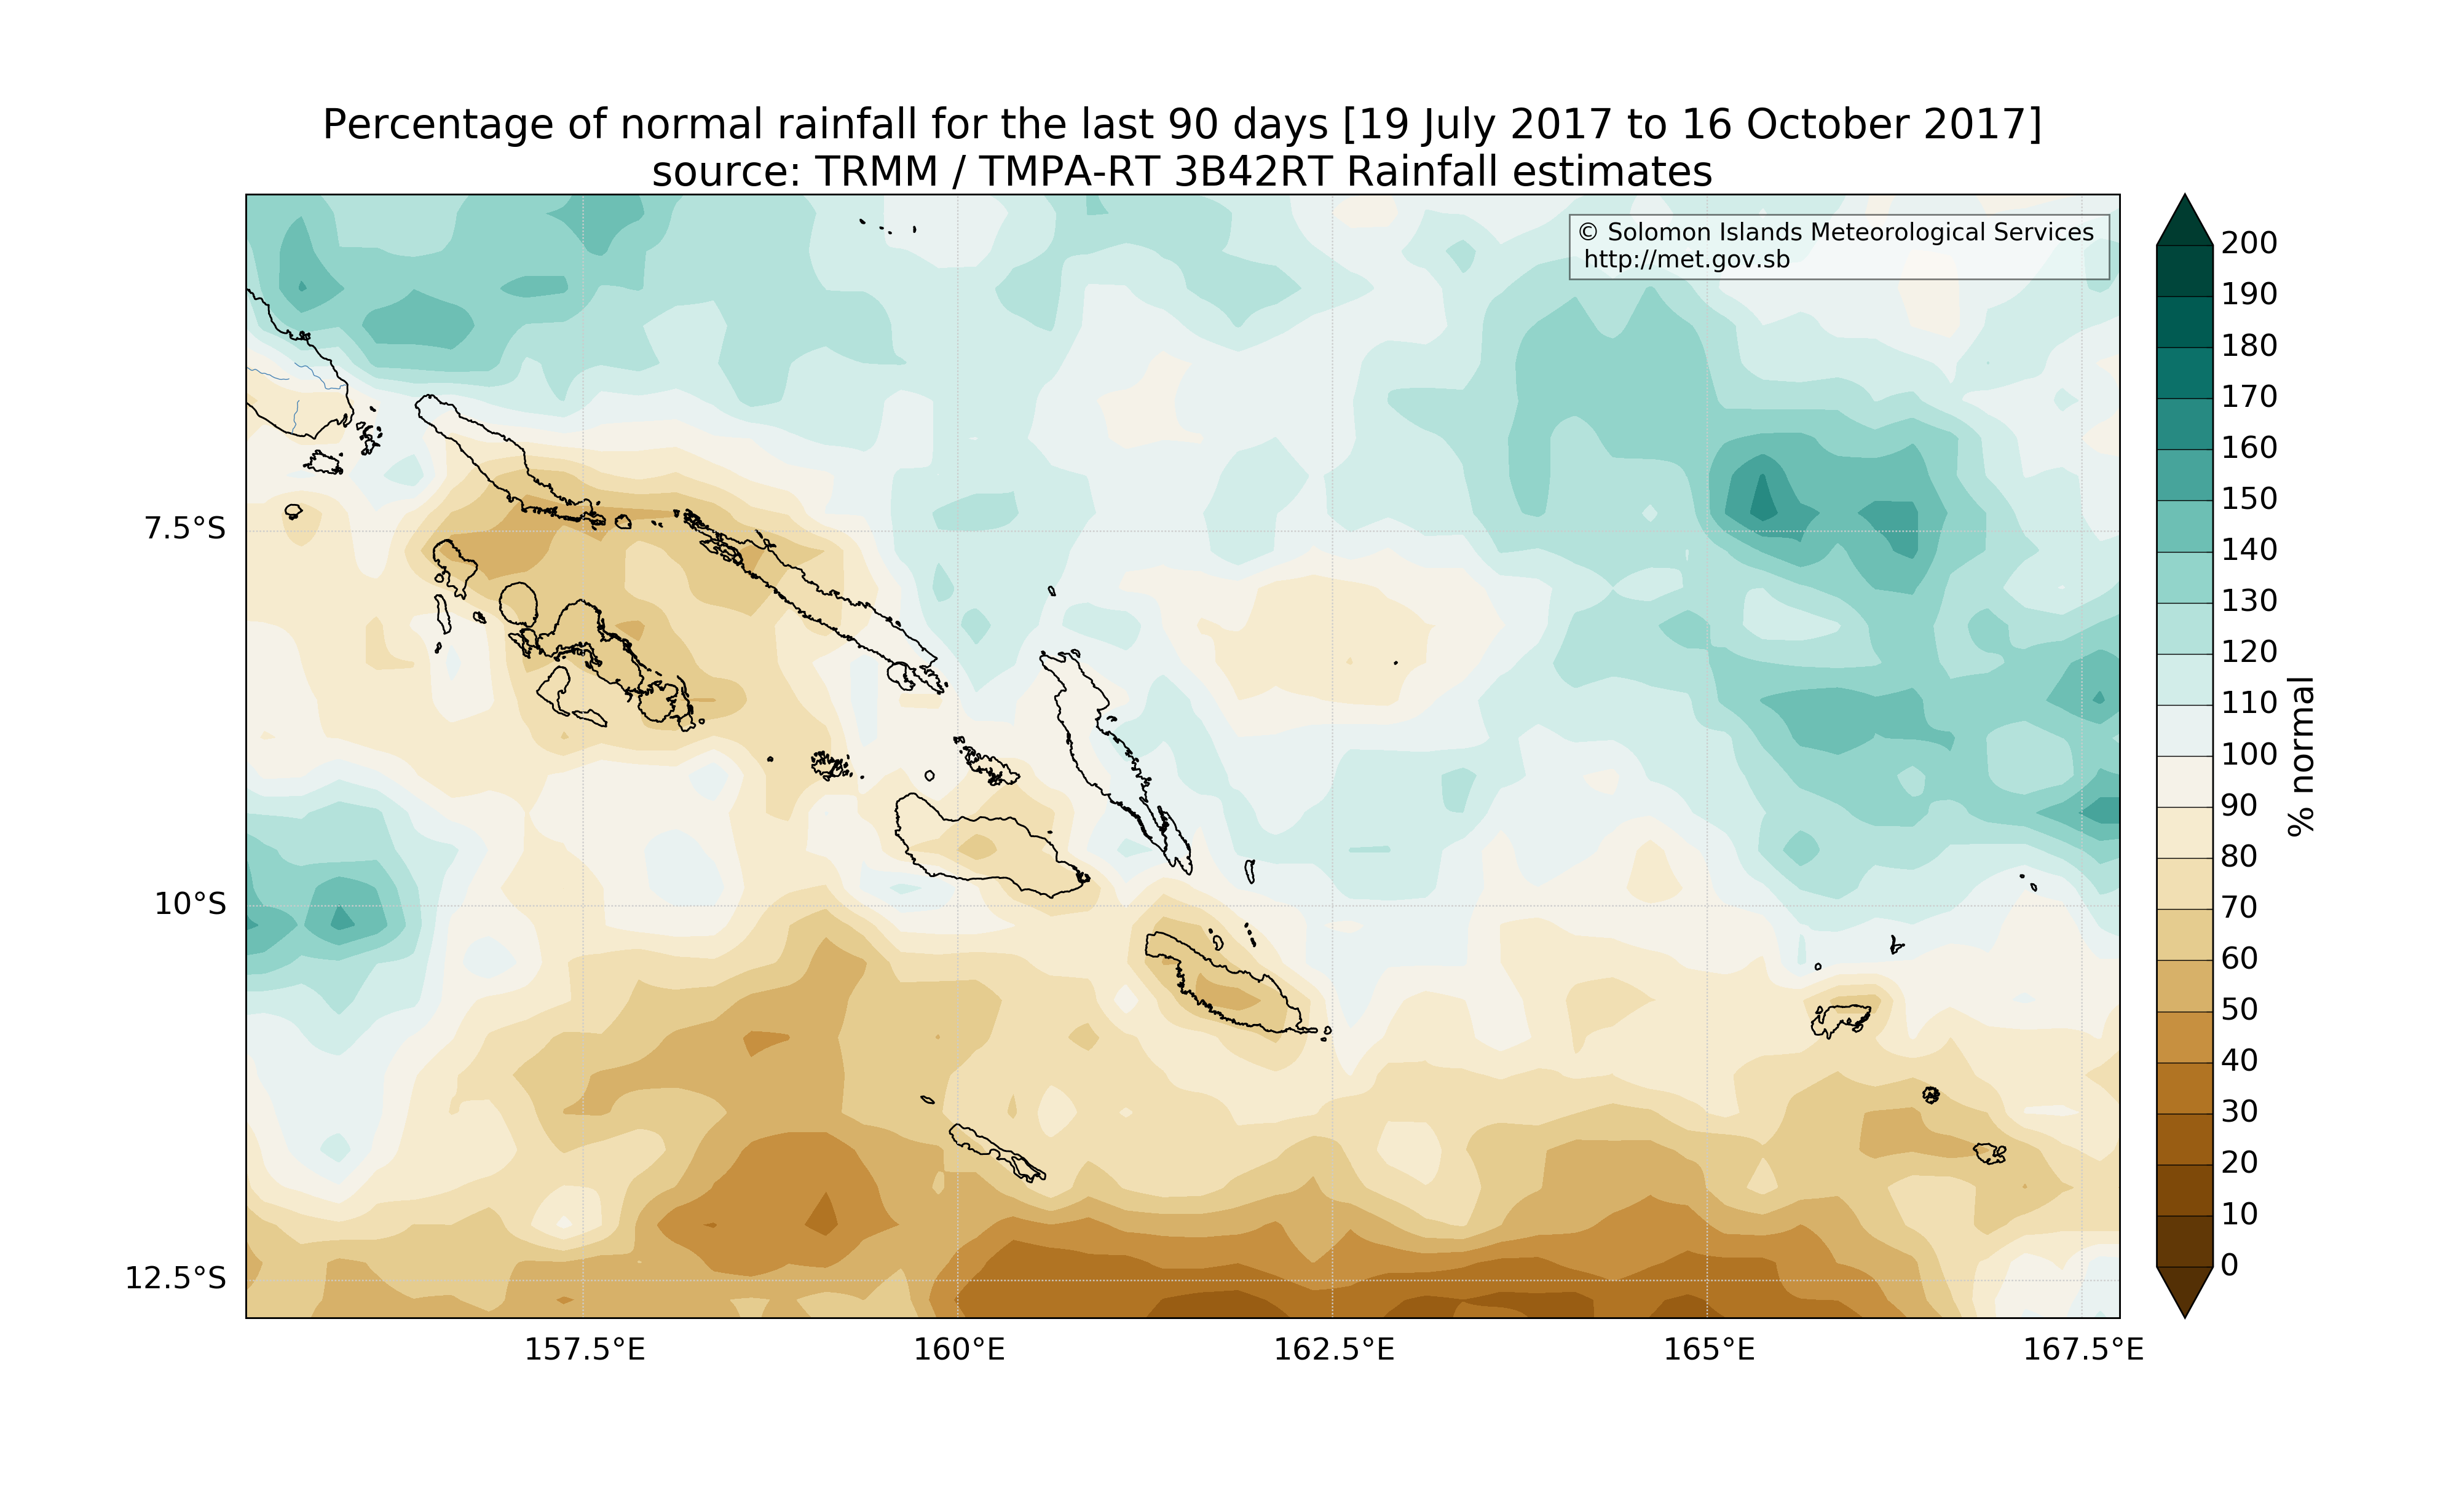 Percentage of normal rainfall for the last 90 days [19 July 2017 to 16 October 2017]
source: TRMM / TMPA-RT 3B42RT Rainfall estimates
© Solomon Islands Meteorological Services
http://met.gov.sb
7.5°S
10°S
12.5°S
157.5°E
160°E
162.5°E
165°E
167.5°E
200
190
180
170
160
150
140
130
120
110
100
90
80
70
60
50
40
30
20
10
0
% normal